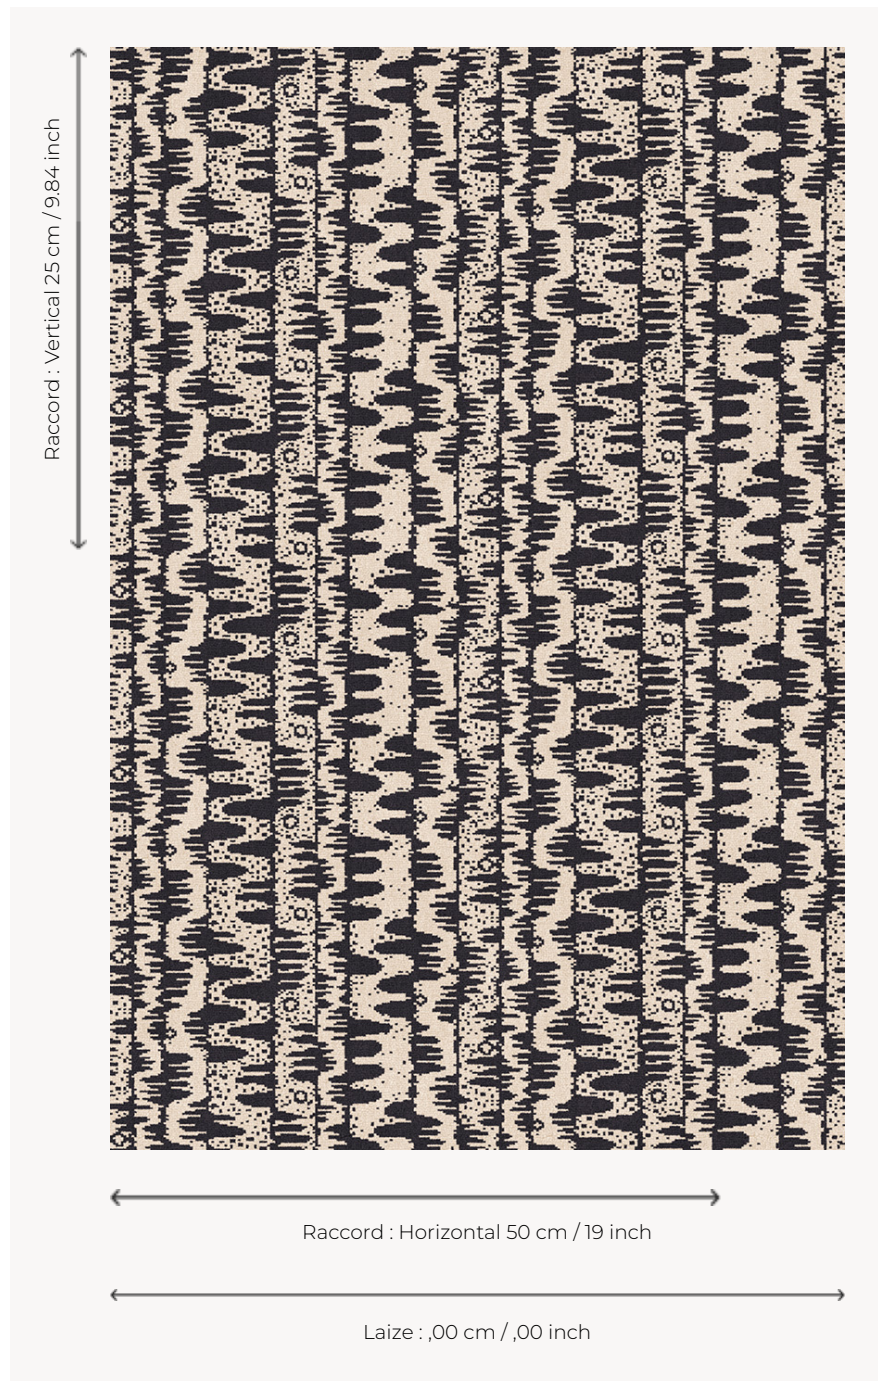 Raccord : Vertical 25 cm / 9.84 inch
Raccord : Horizontal 50 cm / 19 inch
Laize : ,00 cm / ,00 inch